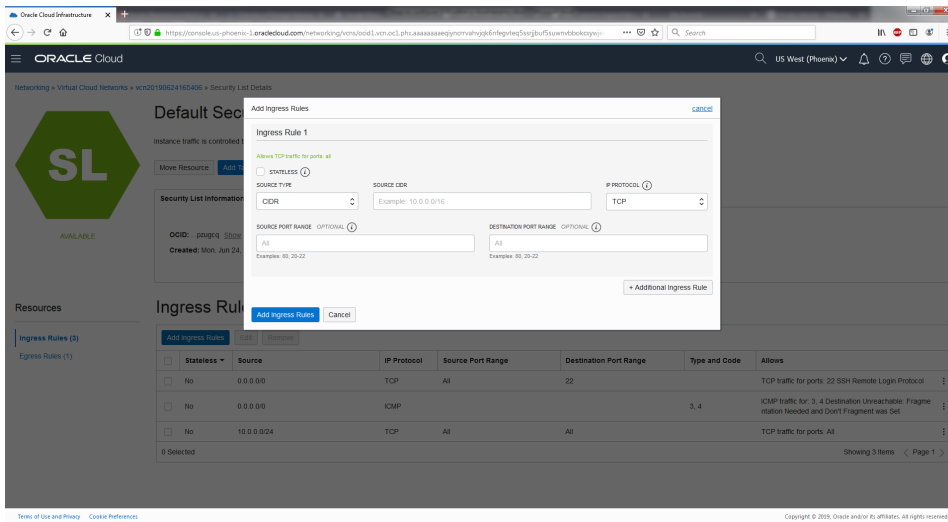 Oracle Cloud Infrastructure
https://console.us-phoenix-1.oraclecloud.com/networking/vcns/ocid1.vcn.oc1.phx.
Search
ORACLE Cloud
US West (Phoenix)
Networking » Virtual Cloud Networks » vcn20190624165406 » Security List Details
SL
AVAILABLE
Default Sec
Instance traffic is controlled
Move Resource
Add T
Security List Information
OCID: ...pzugcq Show
Created: Mon, Jun 24,
Add Ingress Rules
cancel
Ingress Rule 1
Allows TCP traffic for ports: all
STATELESS
SOURCE TYPE
SOURCE CIDR
IP PROTOCOL
CIDR
Example: 10.0.0.0/16
TCP
SOURCE PORT RANGE OPTIONAL
DESTINATION PORT RANGE OPTIONAL
All
All
Examples: 80, 20-22
Examples: 80, 20-22
+ Additional Ingress Rule
Add Ingress Rules
Cancel
Resources
Ingress Rules (3)
Egress Rules (1)
Ingress Rul
Add Ingress Rules
Edit
Remove
Stateless
Source
IP Protocol
Source Port Range
Destination Port Range
Type and Code
Allows
No
0.0.0.0/0
TCP
All
22
TCP traffic for ports: 22 SSH Remote Login Protocol
No
0.0.0.0/0
ICMP
3, 4
ICMP traffic for: 3, 4 Destination Unreachable: Fragme
ntation Needed and Don't Fragment was Set
No
10.0.0.0/24
TCP
All
All
TCP traffic for ports: All
0 Selected
Showing 3 Items
Page 1
Terms of Use and Privacy
Cookie Preferences
Copyright © 2019, Oracle and/or its affiliates. All rights reserved